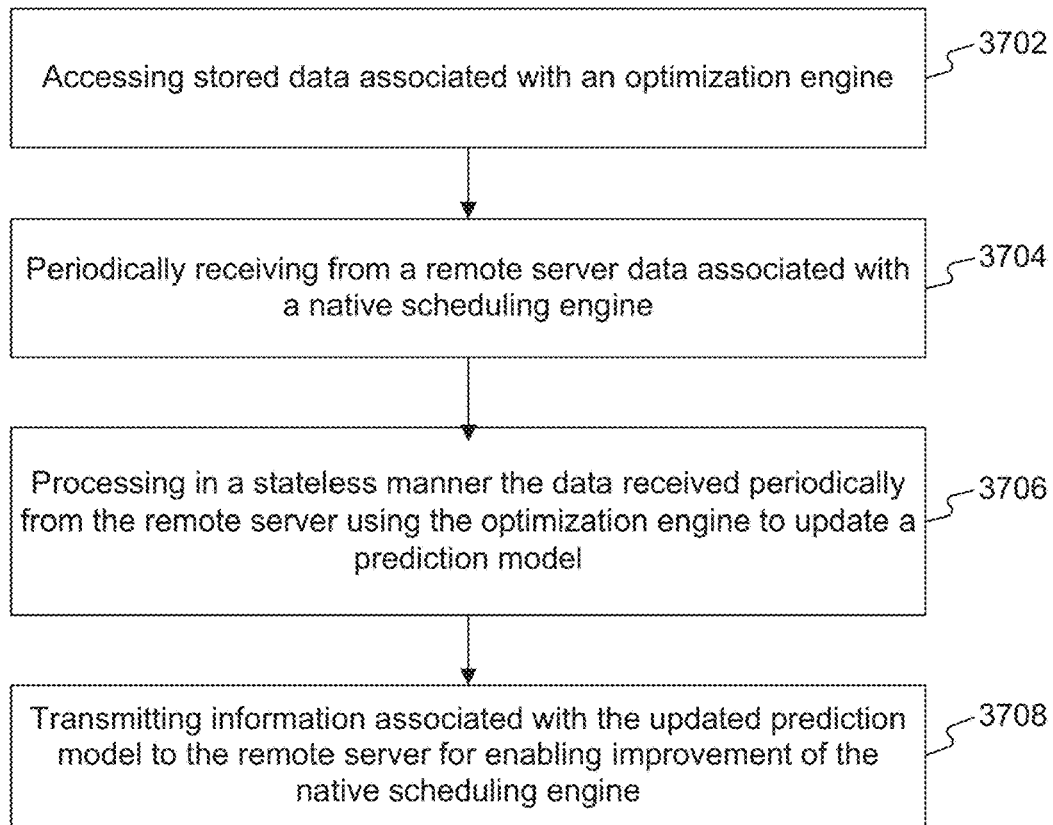 Accessing stored data associated with an optimization engine
3702
Periodically receiving from a remote server data associated with
a native scheduling engine
3704
Processing in a stateless manner the data received periodically
from the remote server using the optimization engine to update a
prediction model
3706
Transmitting information associated with the updated prediction
model to the remote server for enabling improvement of the
native scheduling engine
3708